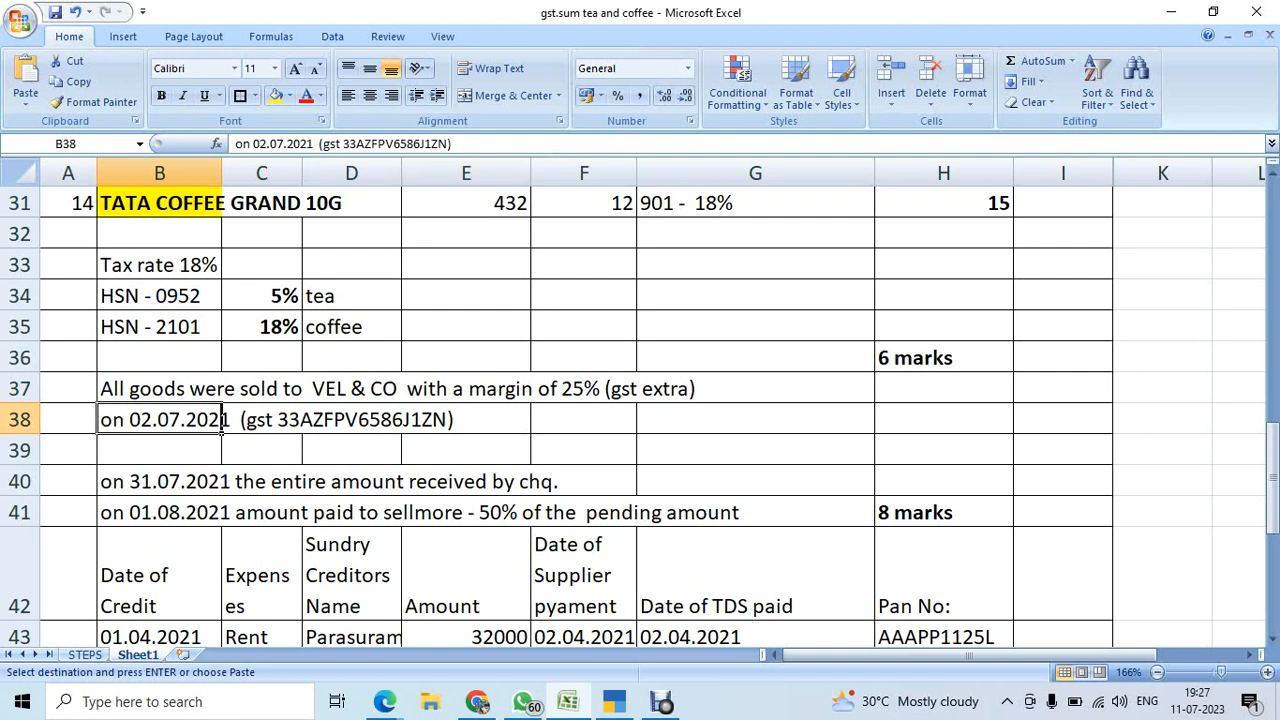 gst.sum tea and coffee - Microsoft Excel
Home Insert Page Layout Formulas Data Review View
Cut
Copy
Format Painter
Paste
Clipboard
Calibri 11
B I U
Font
Wrap Text
Merge & Center
Alignment
General
% ,
Number
Conditional Formatting
Format as Table
Cell Styles
Styles
Insert Delete Format
Cells
AutoSum
Fill
Clear
Sort & Filter
Find & Select
Editing
B38 fx on 02.07.2021 (gst 33AZFPV6586J1ZN)
A B C D E F G H I K L
31 14 TATA COFFEE GRAND 10G 432 12 901 - 18% 15
32
33 Tax rate 18%
34 HSN - 0952 5% tea
35 HSN - 2101 18% coffee
36 6 marks
37 All goods were sold to VEL & CO with a margin of 25% (gst extra)
38 on 02.07.2021 (gst 33AZFPV6586J1ZN)
39
40 on 31.07.2021 the entire amount received by chq.
41 on 01.08.2021 amount paid to sellmore - 50% of the pending amount 8 marks
42 Date of Credit Expenses Sundry Creditors Name Amount Date of Supplier pyament Date of TDS paid Pan No:
43 01.04.2021 Rent Parasuram 32000 02.04.2021 02.04.2021 AAAPP1125L
STEPS Sheet1
Select destination and press ENTER or choose Paste
166%
Type here to search
60
30°C Mostly cloudy
ENG
19:27
11-07-2023
1